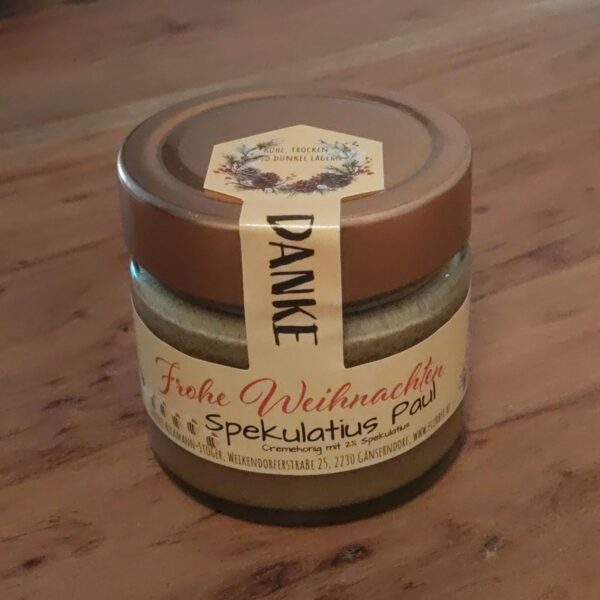 KÜHL, TROCKEN
UND DUNKEL LAGERN
DANKE
Frohe Weihnachten
Spekulatius Paul
Cremehonig mit 2% Spekulatius
WEIKENDORFERSTRAßE 25, 2230 GÄNSERNDORF,